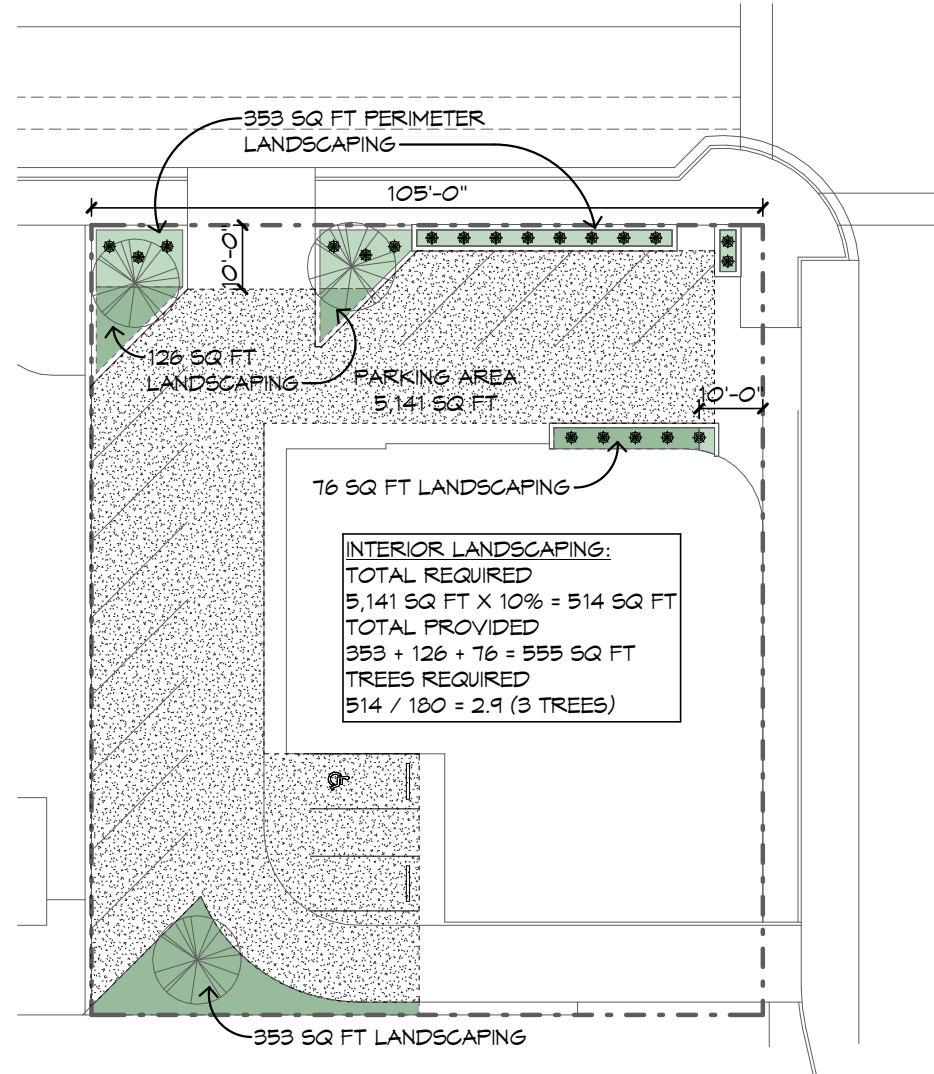 353 SQ FT PERIMETER
LANDSCAPING
105'-0"
10'-0"
126 SQ FT
LANDSCAPING
PARKING AREA
5,141 SQ FT
10'-0"
76 SQ FT LANDSCAPING
INTERIOR LANDSCAPING:
TOTAL REQUIRED
5,141 SQ FT X 10% = 514 SQ FT
TOTAL PROVIDED
353 + 126 + 76 = 555 SQ FT
TREES REQUIRED
514 / 180 = 2.9 (3 TREES)
353 SQ FT LANDSCAPING